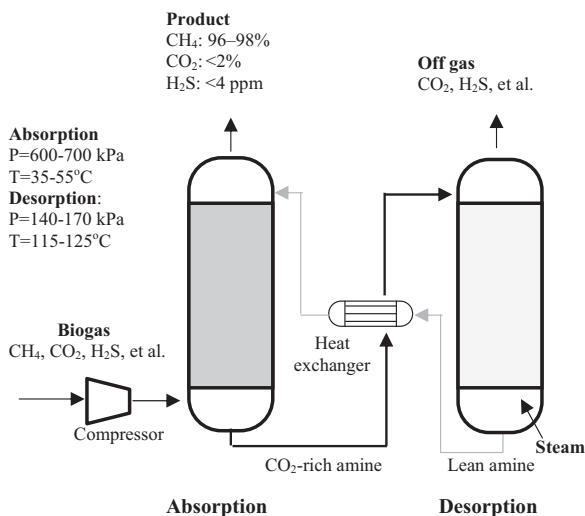 Product
CH₄: 96–98%
CO₂: <2%
H₂S: <4 ppm
Off gas
CO₂, H₂S, et al.
Absorption
P=600-700 kPa
T=35-55°C
Desorption:
P=140-170 kPa
T=115-125°C
Biogas
CH₄, CO₂, H₂S, et al.
Compressor
Heat
exchanger
CO₂-rich amine
Lean amine
Steam
Absorption
Desorption